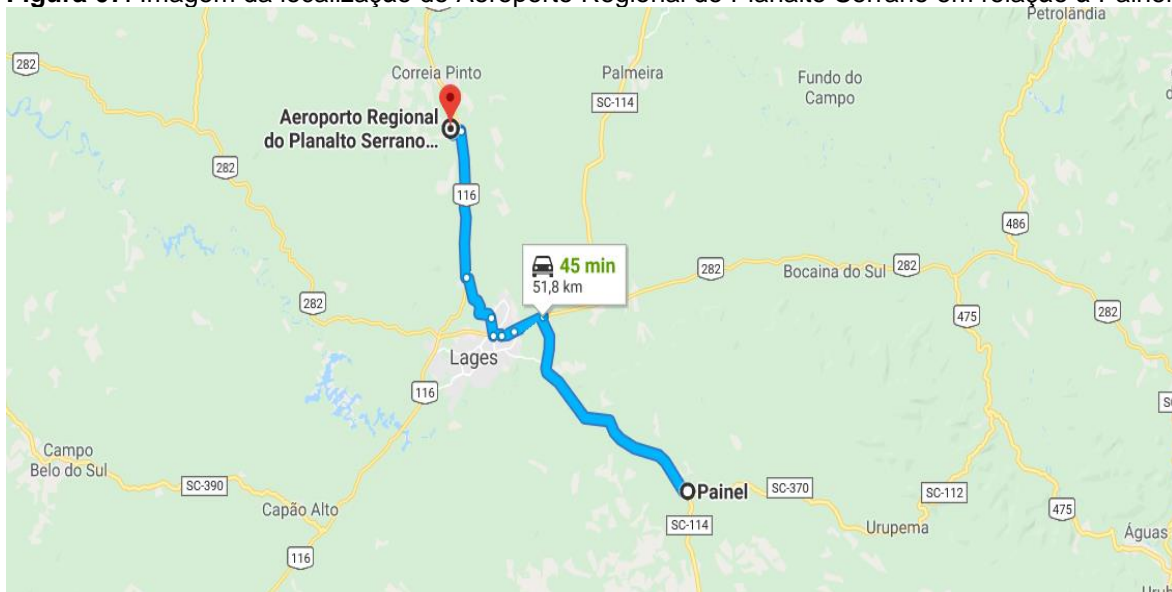 Petrolândia
282
Correia Pinto
Palmeira
Fundo do
Campo
SC-114
Aeroporto Regional
do Planalto Serrano...
282
116
486
45 min
51,8 km
282
Bocaina do Sul
282
282
475
282
Lages
116
Campo
Belo do Sul
SC-390
Capão Alto
Painel
SC-370
SC-112
475
SC-114
Urupema
Águas
116